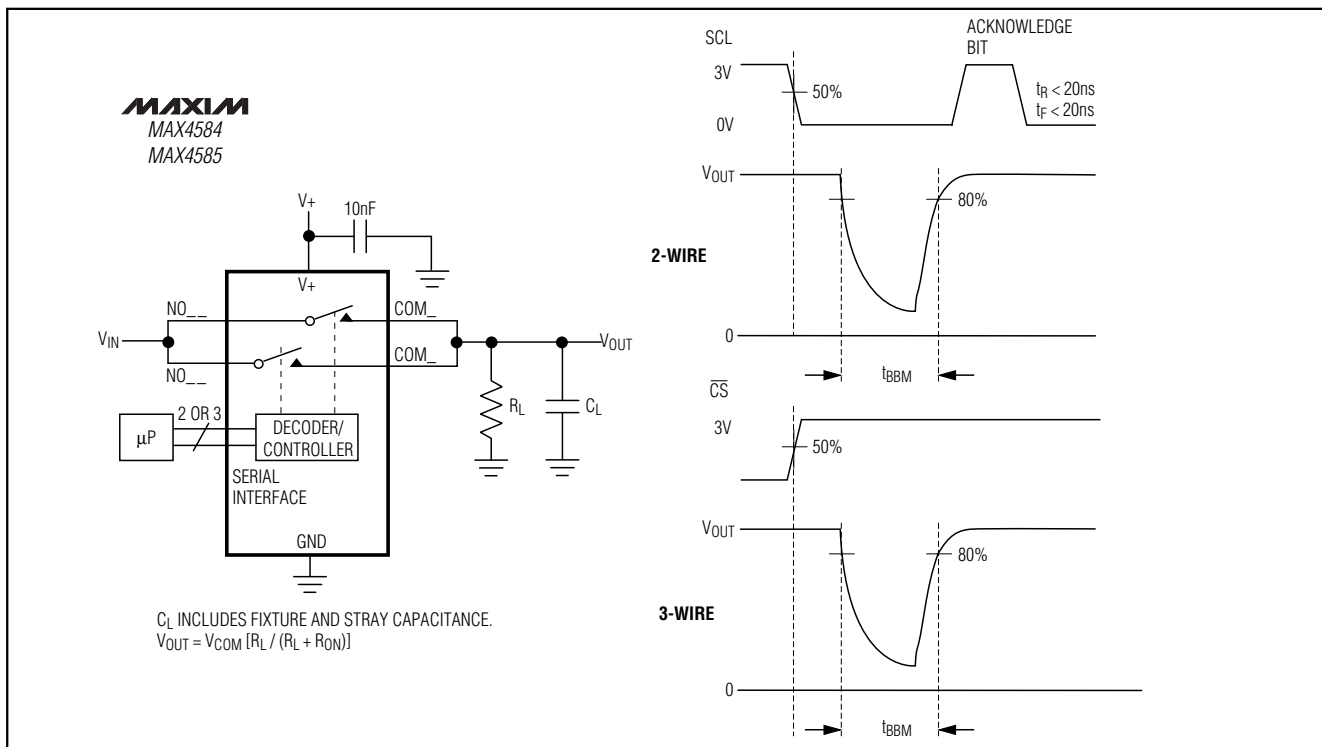 MAXIM
MAX4584
MAX4585
V+
10nF
V+
NO_ _
COM_
VIN
VOUT
NO_ _
COM_
RL
CL
2 OR 3
μP
DECODER/
CONTROLLER
SERIAL
INTERFACE
GND
CL INCLUDES FIXTURE AND STRAY CAPACITANCE.
VOUT = VCOM [RL / (RL + RON)]
SCL
ACKNOWLEDGE
BIT
3V
50%
tR < 20ns
tF < 20ns
0V
VOUT
80%
2-WIRE
0
tBBM
CS
3V
50%
VOUT
80%
3-WIRE
0
tBBM